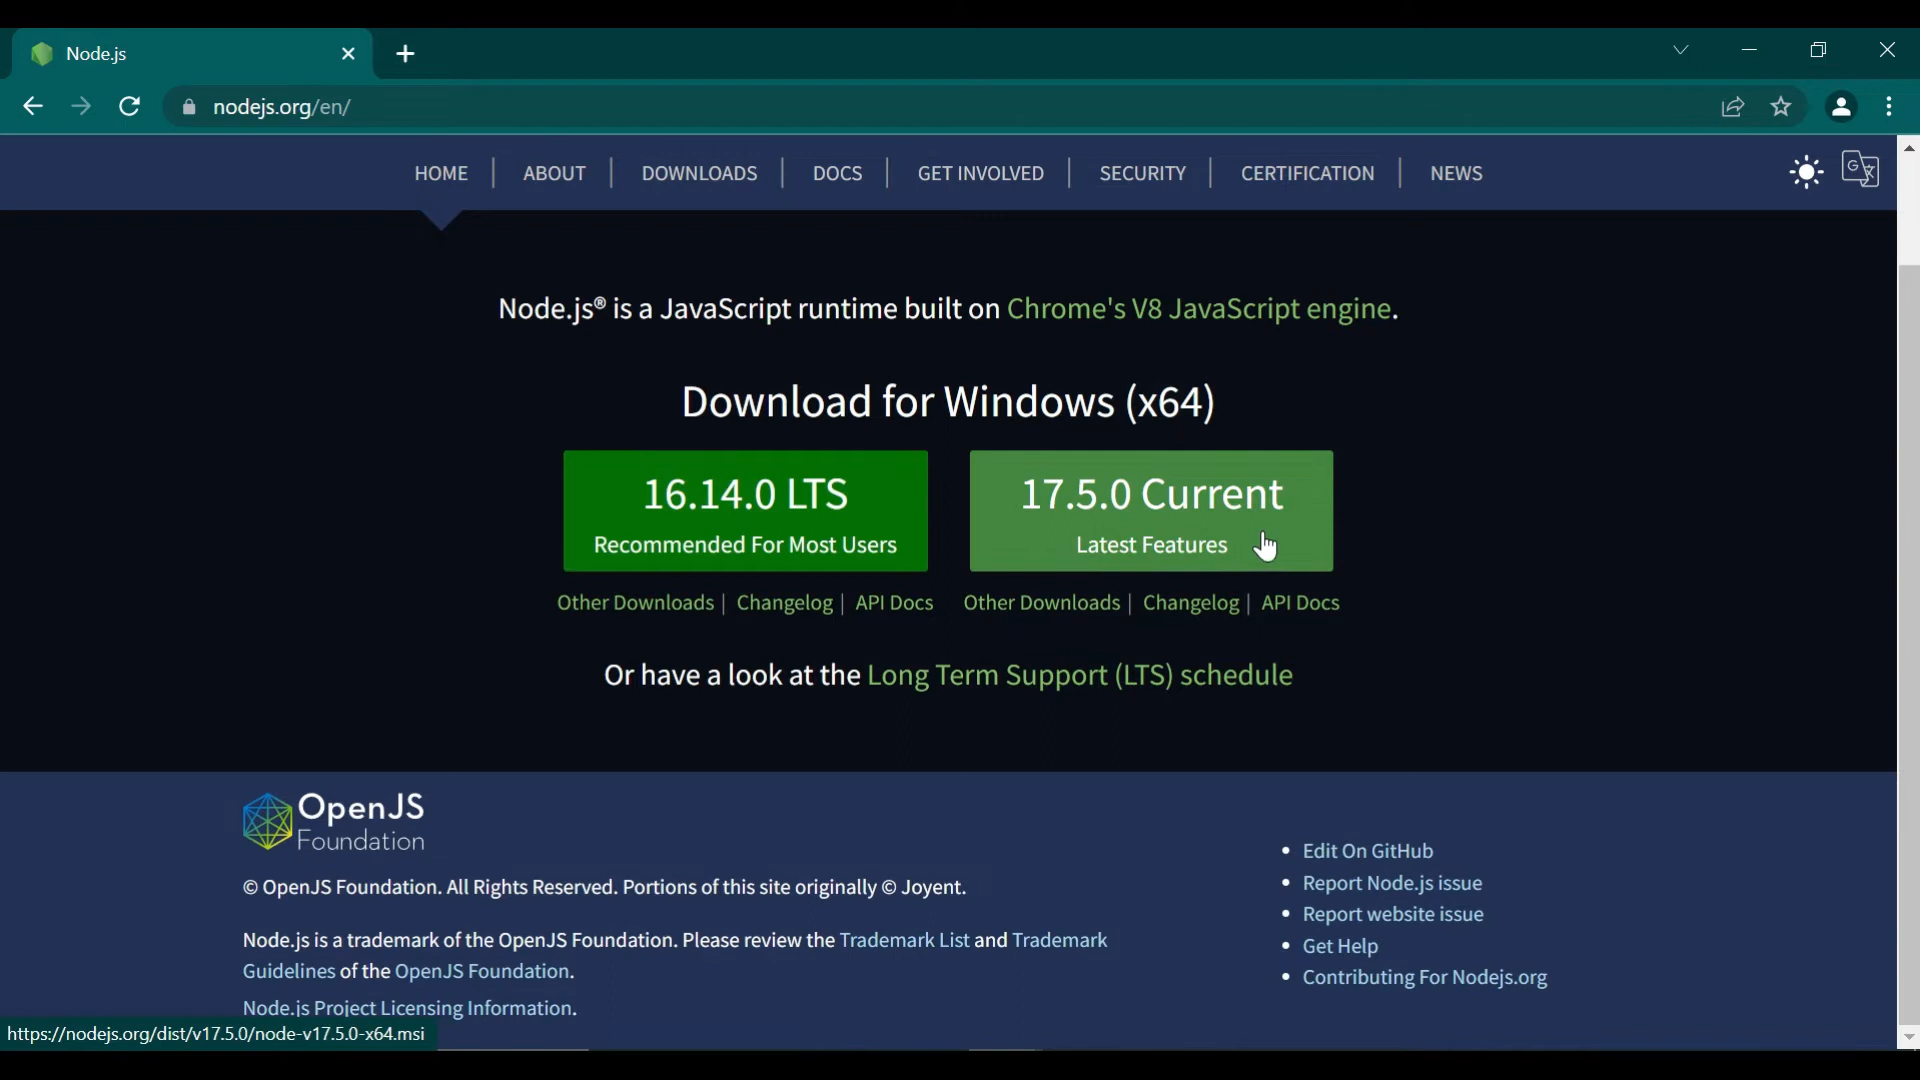 Node.js
nodejs.org/en/
HOME | ABOUT | DOWNLOADS | DOCS | GET INVOLVED | SECURITY | CERTIFICATION | NEWS
Node.js® is a JavaScript runtime built on Chrome's V8 JavaScript engine.
Download for Windows (x64)
16.14.0 LTS
Recommended For Most Users
17.5.0 Current
Latest Features
Other Downloads | Changelog | API Docs
Other Downloads | Changelog | API Docs
Or have a look at the Long Term Support (LTS) schedule
OpenJS
Foundation
© OpenJS Foundation. All Rights Reserved. Portions of this site originally © Joyent.
Node.js is a trademark of the OpenJS Foundation. Please review the Trademark List and Trademark
Guidelines of the OpenJS Foundation.
Node.js Project Licensing Information.
• Edit On GitHub
• Report Node.js issue
• Report website issue
• Get Help
• Contributing For Nodejs.org
https://nodejs.org/dist/v17.5.0/node-v17.5.0-x64.msi